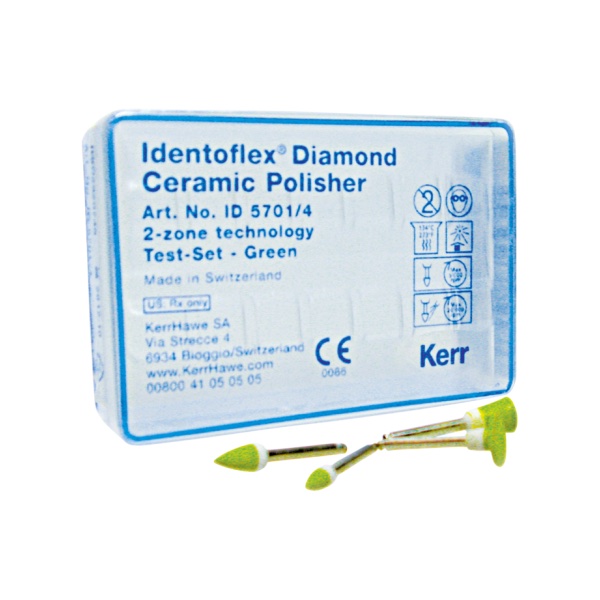 Identoflex® Diamond
Ceramic Polisher
Art. No. ID 5701/4
2-zone technology
Test-Set - Green
Made in Switzerland
US: Rx only
KerrHawe SA
Via Strecce 4
6934 Bioggio/Switzerland
www.KerrHawe.com
00800 41 05 05 05
CE
0086
2
134°C
273°F
Kerr